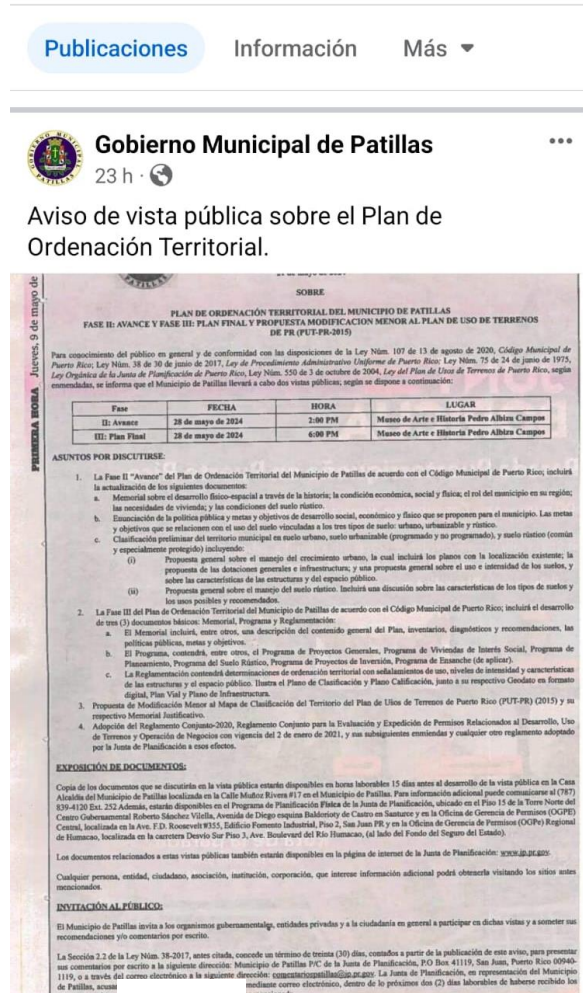 Publicaciones Información Más
Gobierno Municipal de Patillas
23 h ·
Aviso de vista pública sobre el Plan de
Ordenación Territorial.
PRIMERA HORA Jueves, 9 de mayo de
SOBRE
PLAN DE ORDENACIÓN TERRITORIAL DEL MUNICIPIO DE PATILLAS
FASE II: AVANCE Y FASE III: PLAN FINAL Y PROPUESTA MODIFICACION MENOR AL PLAN DE USO DE TERRENOS
DE PR (PUT-PR-2015)
Para conocimiento del público en general y de conformidad con las disposiciones de la Ley Núm. 107 de 13 de agosto de 2020, Código Municipal de
Puerto Rico; Ley Núm. 38 de 30 de junio de 2017, Ley de Procedimiento Administrativo Uniforme de Puerto Rico; Ley Núm. 75 de 24 de junio de 1975,
Ley Orgánica de la Junta de Planificación de Puerto Rico, Ley Núm. 550 de 3 de octubre de 2004, Ley del Plan de Usos de Terrenos de Puerto Rico, según
enmendadas, se informa que el Municipio de Patillas llevará a cabo dos vistas públicas; según se dispone a continuación:
Fase FECHA HORA LUGAR
II: Avance 28 de mayo de 2024 2:00 PM Museo de Arte e Historia Pedro Albizu Campos
III: Plan Final 28 de mayo de 2024 6:00 PM Museo de Arte e Historia Pedro Albizu Campos
ASUNTOS POR DISCUTIRSE:
1. La Fase II "Avance" del Plan de Ordenación Territorial del Municipio de Patillas de acuerdo con el Código Municipal de Puerto Rico; incluirá
la actualización de los siguientes documentos:
a. Memorial sobre el desarrollo físico-espacial a través de la historia; la condición económica, social y física; el rol del municipio en su región;
las necesidades de vivienda; y las condiciones del suelo rústico.
b. Enunciación de la política pública y metas y objetivos de desarrollo social, económico y físico que se proponen para el municipio. Las metas
y objetivos que se relacionen con el uso del suelo vinculadas a los tres tipos de suelo: urbano, urbanizable y rústico.
c. Clasificación preliminar del territorio municipal en suelo urbano, suelo urbanizable (programado y no programado), y suelo rústico (común
y especialmente protegido) incluyendo:
(i) Propuesta general sobre el manejo del crecimiento urbano, la cual incluirá los planos con la localización existente; la
propuesta de las dotaciones generales e infraestructura; y una propuesta general sobre el uso e intensidad de los suelos, y
sobre las características de las estructuras y del espacio público.
(ii) Propuesta general sobre el manejo del suelo rústico. Incluirá una discusión sobre las características de los tipos de suelos y
los usos posibles y recomendados.
2. La Fase III del Plan de Ordenación Territorial del Municipio de Patillas de acuerdo con el Código Municipal de Puerto Rico; incluirá el desarrollo
de tres (3) documentos básicos: Memorial, Programa y Reglamentación:
a. El Memorial incluirá, entre otros, una descripción del contenido general del Plan, inventarios, diagnósticos y recomendaciones, las
políticas públicas, metas y objetivos.
b. El Programa, contendrá, entre otros, el Programa de Proyectos Generales, Programa de Viviendas de Interés Social, Programa de
Planeamiento, Programa del Suelo Rústico, Programa de Proyectos de Inversión, Programa de Ensanche (de aplicar).
c. La Reglamentación contendrá determinaciones de ordenación territorial con señalamientos de uso, niveles de intensidad y características
de las estructuras y el espacio público. Ilustra el Plano de Clasificación y Plano Calificación, junto a su respectivo Geodato en formato
digital, Plan Vial y Plano de Infraestructura.
3. Propuesta de Modificación Menor al Mapa de Clasificación del Territorio del Plan de Usos de Terrenos de Puerto Rico (PUT-PR) (2015) y su
respectivo Memorial Justificativo.
4. Adopción del Reglamento Conjunto-2020, Reglamento Conjunto para la Evaluación y Expedición de Permisos Relacionados al Desarrollo, Uso
de Terrenos y Operación de Negocios con vigencia del 2 de enero de 2021, y sus subsiguientes enmiendas y cualquier otro reglamento adoptado
por la Junta de Planificación a esos efectos.
EXPOSICIÓN DE DOCUMENTOS:
Copia de los documentos que se discutirán en la vista pública estarán disponibles en horas laborables 15 días antes al desarrollo de la vista pública en la Casa
Alcaldía del Municipio de Patillas localizada en la Calle Muñoz Rivera #17 en el Municipio de Patillas. Para información adicional puede comunicarse al (787)
839-4120 Ext. 252 Además, estarán disponibles en el Programa de Planificación Física de la Junta de Planificación, ubicado en el Piso 15 de la Torre Norte del
Centro Gubernamental Roberto Sánchez Vilella, Avenida de Diego esquina Baldorioty de Castro en Santurce y en la Oficina de Gerencia de Permisos (OGPE)
Central, localizada en la Ave. F.D. Roosevelt #355, Edificio Fomento Industrial, Piso 2, San Juan PR y en la Oficina de Gerencia de Permisos (OGPe) Regional
de Humacao, localizada en la carretera Desvío Sur Piso 3, Ave. Boulevard del Río Humacao, (al lado del Fondo del Seguro del Estado).
Los documentos relacionados a estas vistas públicas también estarán disponibles en la página de internet de la Junta de Planificación: www.jp.pr.gov.
Cualquier persona, entidad, ciudadano, asociación, institución, corporación, que interese información adicional podrá obtenerla visitando los sitios antes
mencionados.
INVITACIÓN AL PÚBLICO:
El Municipio de Patillas invita a los organismos gubernamentales, entidades privadas y a la ciudadanía en general a participar en dichas vistas y a someter sus
recomendaciones y/o comentarios por escrito.
La Sección 2.2 de la Ley Núm. 38-2017, antes citada, concede un término de treinta (30) días, contados a partir de la publicación de este aviso, para presentar
sus comentarios por escrito a la siguiente dirección: Municipio de Patillas P/C de la Junta de Planificación, P.O Box 41119, San Juan, Puerto Rico 00940-
1119, o a través del correo electrónico a la siguiente dirección: comentariospatillas@jp.pr.gov. La Junta de Planificación, en representación del Municipio
de Patillas, acusa mediante correo electrónico, dentro de lo próximos dos (2) días laborables de haberse recibido los